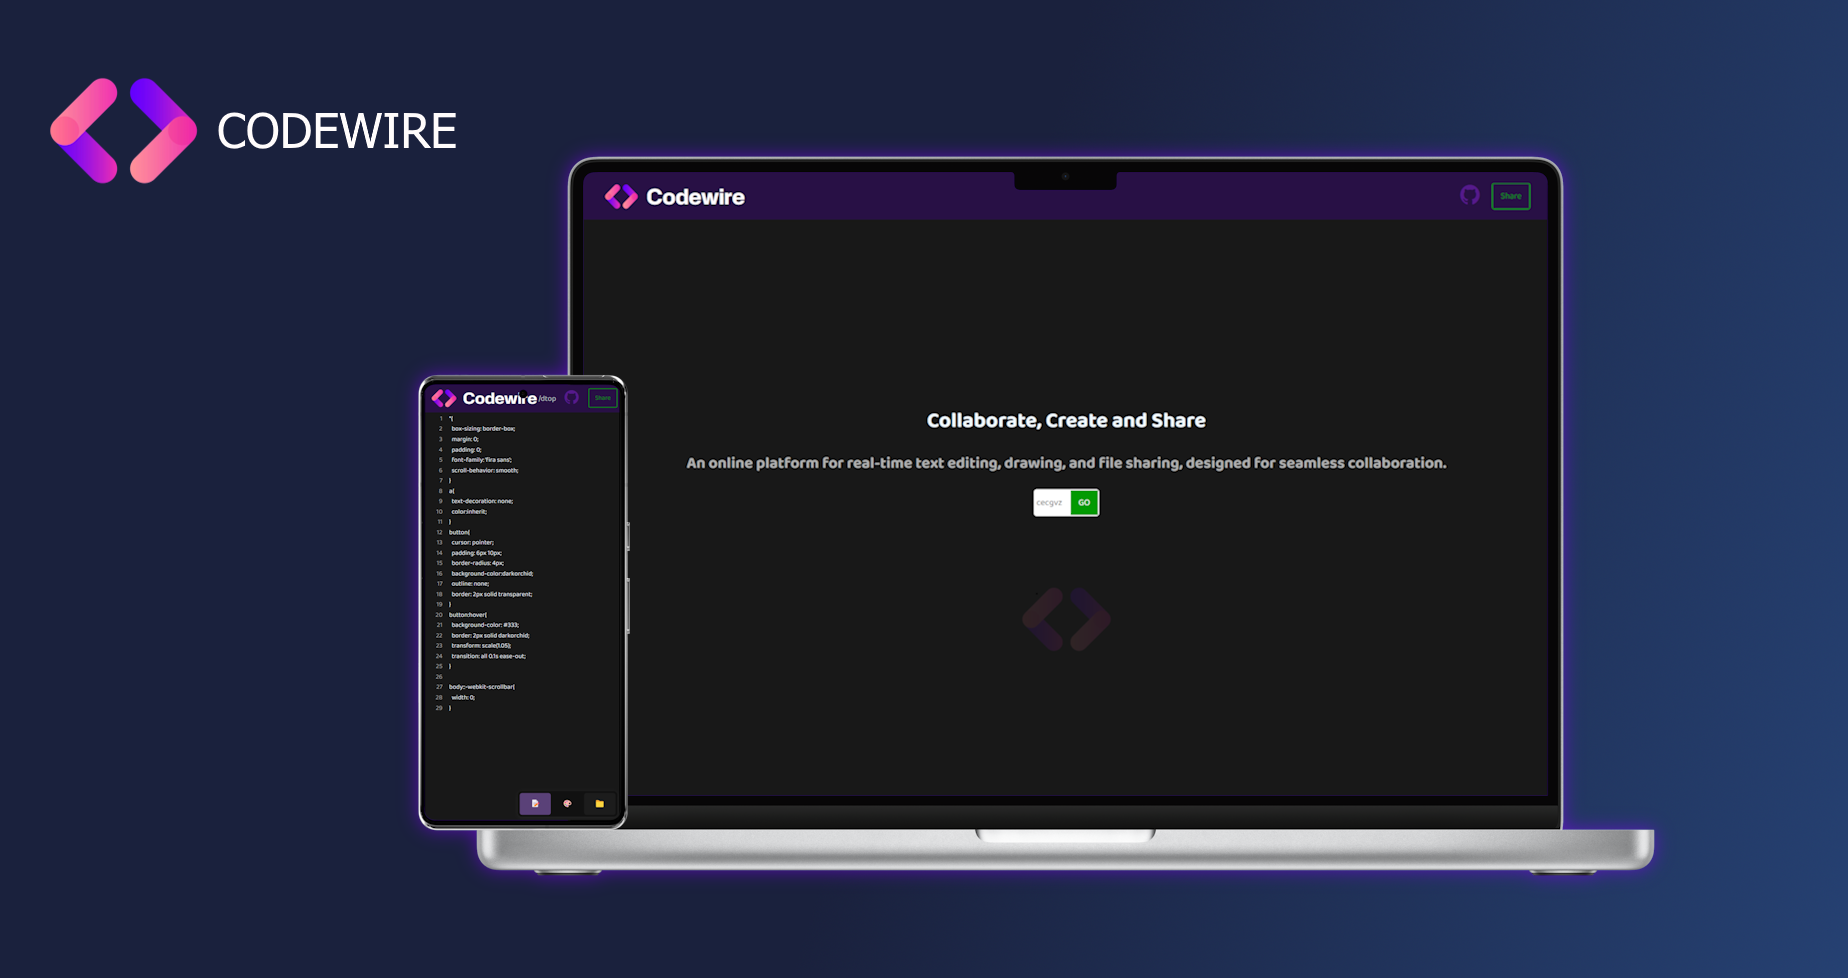 CODEWIRE
Codewire
Share
Collaborate, Create and Share
An online platform for real-time text editing, drawing, and file sharing, designed for seamless collaboration.
cecgvz GO
Codewire /dtop Share
1 *{
2 box-sizing: border-box;
3 margin: 0;
4 padding: 0;
5 font-family:'fira sans';
6 scroll-behavior: smooth;
7 }
8 a{
9 text-decoration: none;
10 color:inherit;
11 }
12 button{
13 cursor: pointer;
14 padding: 6px 10px;
15 border-radius: 4px;
16 background-color:darkorchid;
17 outline: none;
18 border: 2px solid transparent;
19 }
20 button:hover{
21 background-color: #333;
22 border: 2px solid darkorchid;
23 transform: scale(1.05);
24 transition: all 0.1s ease-out;
25 }
26
27 body::-webkit-scrollbar{
28 width: 0;
29 }